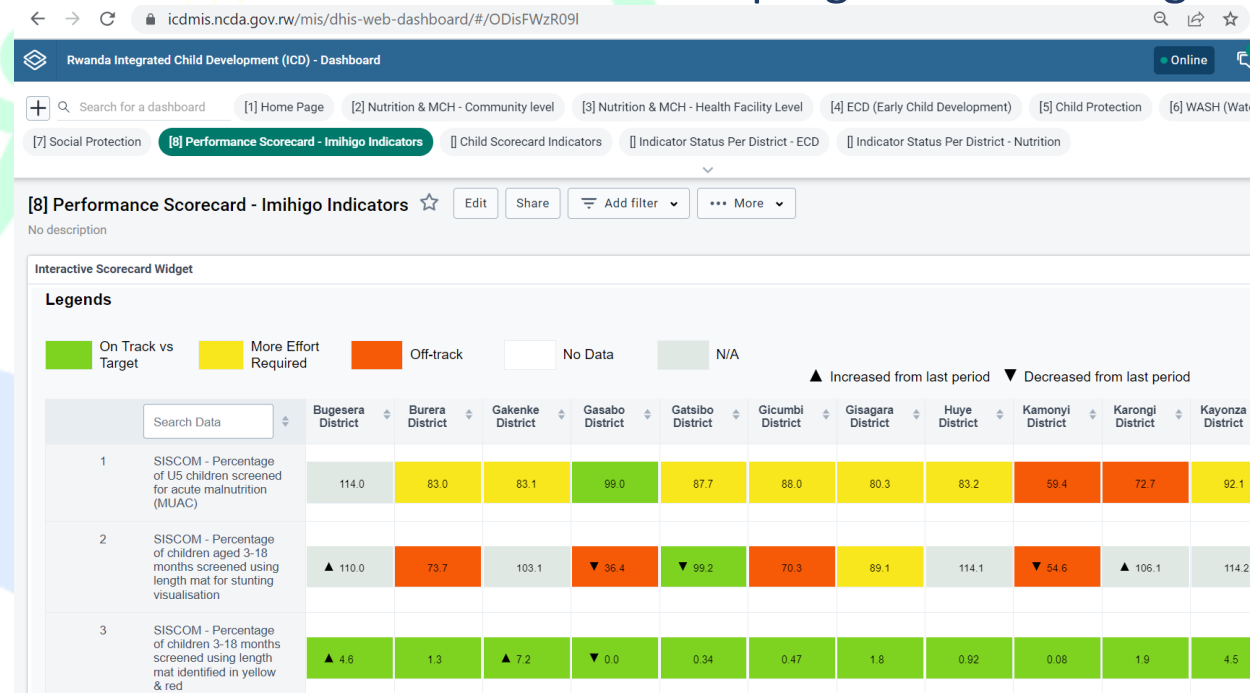 icdmis.ncda.gov.rw/mis/dhis-web-dashboard/#/ODisFWzR09l
Rwanda Integrated Child Development (ICD) - Dashboard
Online
Search for a dashboard
[1] Home Page
[2] Nutrition & MCH - Community level
[3] Nutrition & MCH - Health Facility Level
[4] ECD (Early Child Development)
[5] Child Protection
[6] WASH (Wat
[7] Social Protection
[8] Performance Scorecard - Imihigo Indicators
[] Child Scorecard Indicators
[] Indicator Status Per District - ECD
[] Indicator Status Per District - Nutrition
[8] Performance Scorecard - Imihigo Indicators
Edit
Share
Add filter
More
No description
Interactive Scorecard Widget
Legends
On Track vs
Target
More Effort
Required
Off-track
No Data
N/A
▲ Increased from last period ▼ Decreased from last period
Search Data
Bugesera
District
Burera
District
Gakenke
District
Gasabo
District
Gatsibo
District
Gicumbi
District
Gisagara
District
Huye
District
Kamonyi
District
Karongi
District
Kayonza
District
1
SISCOM - Percentage
of U5 children screened
for acute malnutrition
(MUAC)
114.0 83.0 83.1 99.0 87.7 88.0 80.3 83.2 59.4 72.7 92.1
2
SISCOM - Percentage
of children aged 3-18
months screened using
length mat for stunting
visualisation
▲ 110.0 73.7 103.1 ▼ 36.4 ▼ 99.2 70.3 89.1 114.1 ▼ 54.6 ▲ 106.1 114.2
3
SISCOM - Percentage
of children 3-18 months
screened using length
mat identified in yellow
& red
▲ 4.6 1.3 ▲ 7.2 ▼ 0.0 0.34 0.47 1.8 0.92 0.08 1.9 4.5